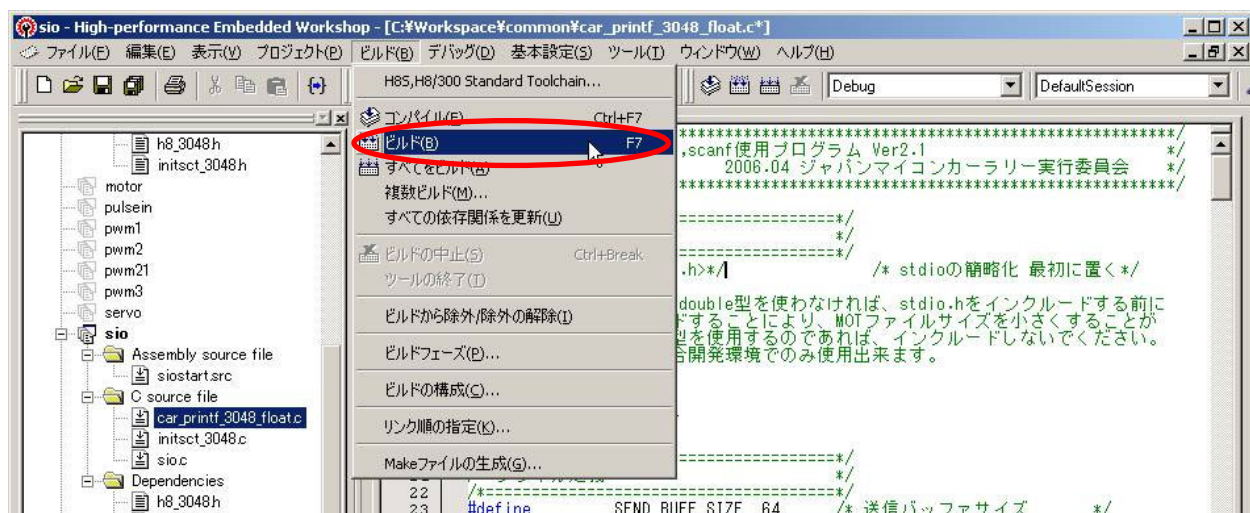 sio - High-performance Embedded Workshop - [C:¥Workspace¥common¥car_printf_3048_float.c*]
ファイル(F) 編集(E) 表示(V) プロジェクト(P) ビルド(B) デバッグ(D) 基本設定(S) ツール(T) ウィンドウ(W) ヘルプ(H)
Debug DefaultSession
H8S,H8/300 Standard Toolchain...
コンパイル(F) Ctrl+F7
ビルド(B) F7
すべてをビルド(A)
複数ビルド(M)...
すべての依存関係を更新(U)
ビルドの中止(S) Ctrl+Break
ツールの終了(T)
ビルドから除外/除外の解除(I)
ビルドフェーズ(P)...
ビルドの構成(C)...
リンク順の指定(K)...
Makeファイルの生成(G)...
h8_3048.h
initsct_3048.h
motor
pulsein
pwm1
pwm2
pwm21
pwm3
servo
sio
Assembly source file
siostart.src
C source file
car_printf_3048_float.c
initsct_3048.c
sio.c
Dependencies
h8_3048.h
****************************************************/
,scanf使用プログラム Ver2.1 */
2006.04 ジャパンマイコンカーラリー実行委員会 */
****************************************************/
================*/
*/
================*/
.h>*/ /* stdioの簡略化 最初に置く*/
double型を使わなければ、stdio.hをインクルードする前に
ドすることにより、MOTファイルサイズを小さくすることが
型を使用するのであれば、インクルードしないでください。
合開発環境でのみ使用出来ます。
================*/
*/
22 /*===================================*/
23 #define SEND_BUFF_SIZE 64 /* 送信バッファサイズ */